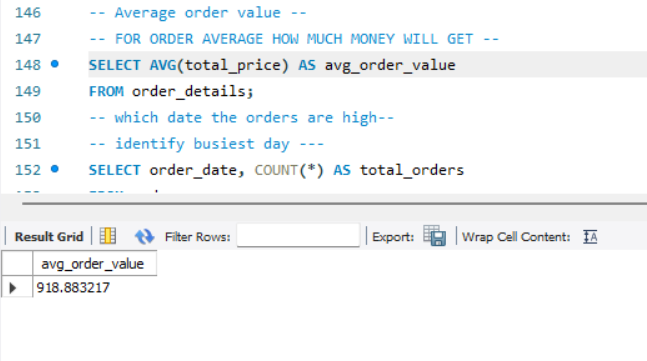 146 -- Average order value --
147 -- FOR ORDER AVERAGE HOW MUCH MONEY WILL GET --
148 SELECT AVG(total_price) AS avg_order_value
149 FROM order_details;
150 -- which date the orders are high--
151 -- identify busiest day ---
152 SELECT order_date, COUNT(*) AS total_orders
Result Grid Filter Rows: Export: Wrap Cell Content: IA
avg_order_value
918.883217